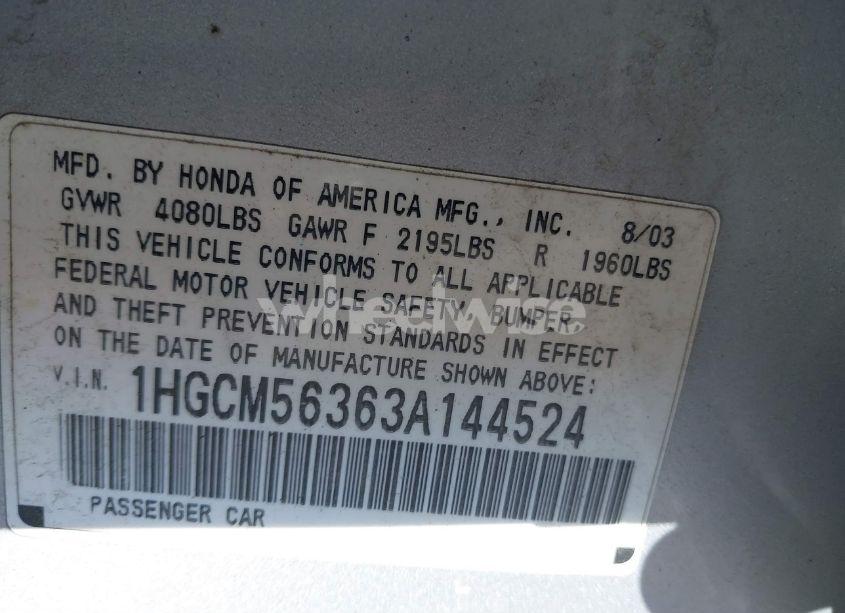 MFD. BY HONDA OF AMERICA MFG., INC. 8/03
GVWR 4080LBS GAWR F 2195LBS R 1960LBS
THIS VEHICLE CONFORMS TO ALL APPLICABLE
FEDERAL MOTOR VEHICLE SAFETY, BUMPER,
AND THEFT PREVENTION STANDARDS IN EFFECT
ON THE DATE OF MANUFACTURE SHOWN ABOVE:
V.I.N. 1HGCM56363A144524
PASSENGER CAR
wheelwise